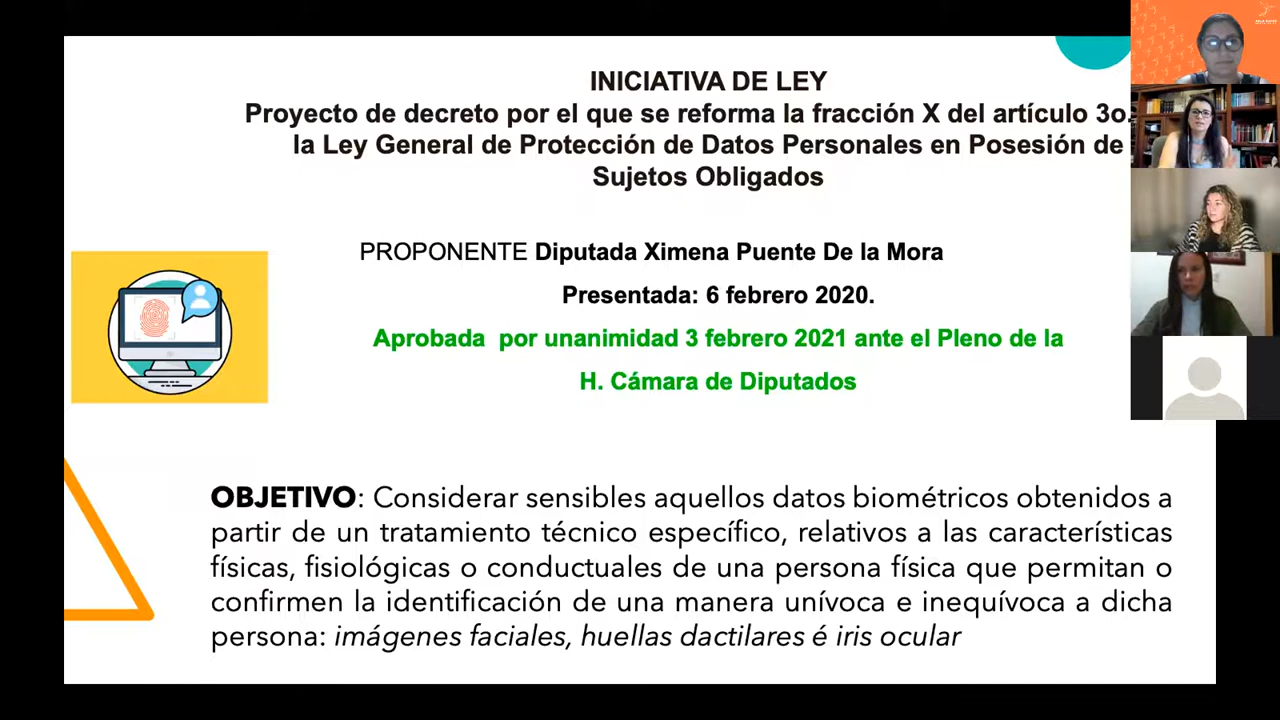 INICIATIVA DE LEY
Proyecto de decreto por el que se reforma la fracción X del artículo 3o.
la Ley General de Protección de Datos Personales en Posesión de
Sujetos Obligados
PROPONENTE Diputada Ximena Puente De la Mora
Presentada: 6 febrero 2020.
Aprobada por unanimidad 3 febrero 2021 ante el Pleno de la
H. Cámara de Diputados
OBJETIVO: Considerar sensibles aquellos datos biométricos obtenidos a
partir de un tratamiento técnico específico, relativos a las características
físicas, fisiológicas o conductuales de una persona física que permitan o
confirmen la identificación de una manera unívoca e inequívoca a dicha
persona: imágenes faciales, huellas dactilares é iris ocular